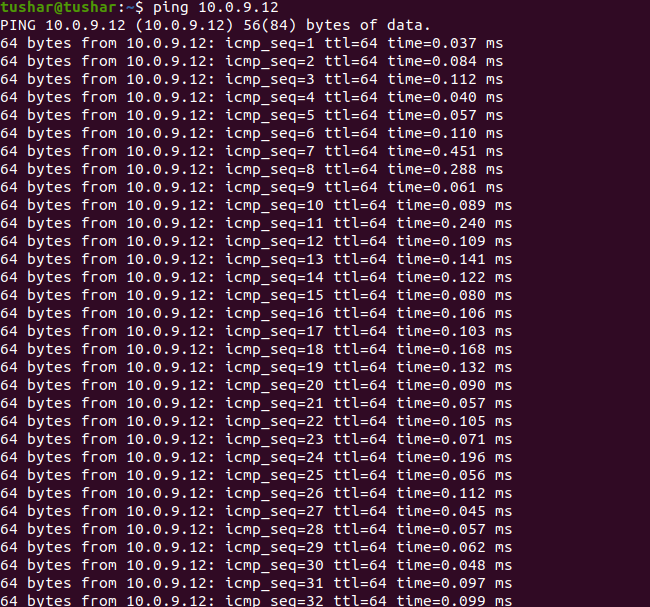 tushar@tushar:~$ ping 10.0.9.12
PING 10.0.9.12 (10.0.9.12) 56(84) bytes of data.
64 bytes from 10.0.9.12: icmp_seq=1 ttl=64 time=0.037 ms
64 bytes from 10.0.9.12: icmp_seq=2 ttl=64 time=0.084 ms
64 bytes from 10.0.9.12: icmp_seq=3 ttl=64 time=0.112 ms
64 bytes from 10.0.9.12: icmp_seq=4 ttl=64 time=0.040 ms
64 bytes from 10.0.9.12: icmp_seq=5 ttl=64 time=0.057 ms
64 bytes from 10.0.9.12: icmp_seq=6 ttl=64 time=0.110 ms
64 bytes from 10.0.9.12: icmp_seq=7 ttl=64 time=0.451 ms
64 bytes from 10.0.9.12: icmp_seq=8 ttl=64 time=0.288 ms
64 bytes from 10.0.9.12: icmp_seq=9 ttl=64 time=0.061 ms
64 bytes from 10.0.9.12: icmp_seq=10 ttl=64 time=0.089 ms
64 bytes from 10.0.9.12: icmp_seq=11 ttl=64 time=0.240 ms
64 bytes from 10.0.9.12: icmp_seq=12 ttl=64 time=0.109 ms
64 bytes from 10.0.9.12: icmp_seq=13 ttl=64 time=0.141 ms
64 bytes from 10.0.9.12: icmp_seq=14 ttl=64 time=0.122 ms
64 bytes from 10.0.9.12: icmp_seq=15 ttl=64 time=0.080 ms
64 bytes from 10.0.9.12: icmp_seq=16 ttl=64 time=0.106 ms
64 bytes from 10.0.9.12: icmp_seq=17 ttl=64 time=0.103 ms
64 bytes from 10.0.9.12: icmp_seq=18 ttl=64 time=0.168 ms
64 bytes from 10.0.9.12: icmp_seq=19 ttl=64 time=0.132 ms
64 bytes from 10.0.9.12: icmp_seq=20 ttl=64 time=0.090 ms
64 bytes from 10.0.9.12: icmp_seq=21 ttl=64 time=0.057 ms
64 bytes from 10.0.9.12: icmp_seq=22 ttl=64 time=0.105 ms
64 bytes from 10.0.9.12: icmp_seq=23 ttl=64 time=0.071 ms
64 bytes from 10.0.9.12: icmp_seq=24 ttl=64 time=0.196 ms
64 bytes from 10.0.9.12: icmp_seq=25 ttl=64 time=0.056 ms
64 bytes from 10.0.9.12: icmp_seq=26 ttl=64 time=0.112 ms
64 bytes from 10.0.9.12: icmp_seq=27 ttl=64 time=0.045 ms
64 bytes from 10.0.9.12: icmp_seq=28 ttl=64 time=0.057 ms
64 bytes from 10.0.9.12: icmp_seq=29 ttl=64 time=0.062 ms
64 bytes from 10.0.9.12: icmp_seq=30 ttl=64 time=0.048 ms
64 bytes from 10.0.9.12: icmp_seq=31 ttl=64 time=0.097 ms
64 bytes from 10.0.9.12: icmp_seq=32 ttl=64 time=0.099 ms